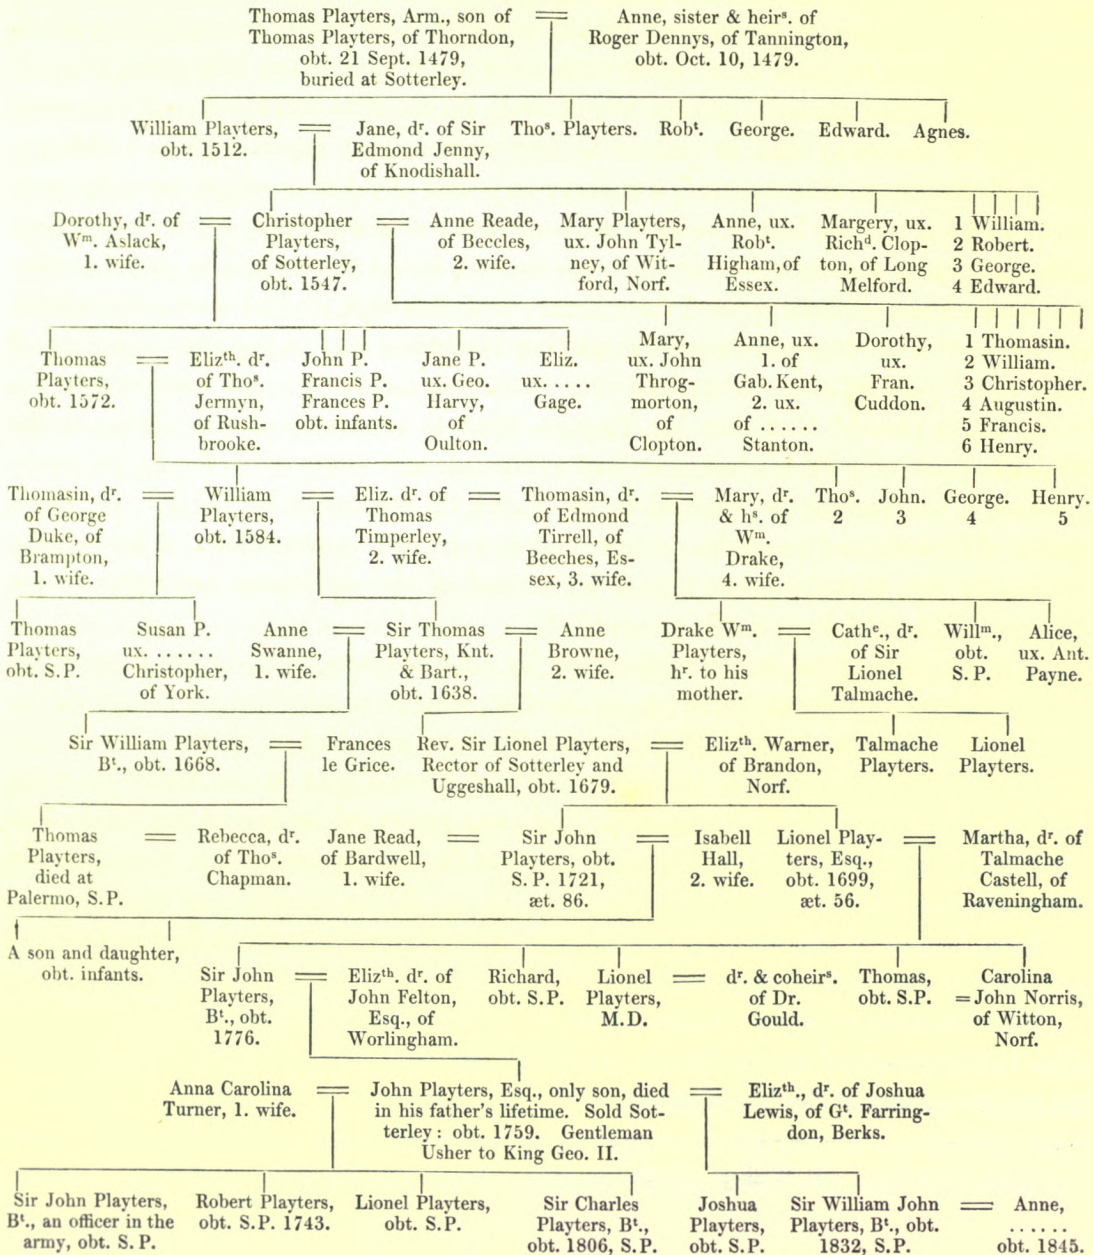 Thomas Playters, Arm., son of
Thomas Playters, of Thorndon,
obt. 21 Sept. 1479,
buried at Sotterley.
Anne, sister & heirˢ. of
Roger Dennys, of Tannington,
obt. Oct. 10, 1479.
William Playters,
obt. 1512.
Jane, dʳ. of Sir
Edmond Jenny,
of Knodishall.
Thoˢ. Playters.
Robᵗ.
George.
Edward.
Agnes.
Dorothy, dʳ. of
Wᵐ. Aslack,
1. wife.
Christopher
Playters,
of Sotterley,
obt. 1547.
Anne Reade,
of Beccles,
2. wife.
Mary Playters,
ux. John Tyl-
ney, of Wit-
ford, Norf.
Anne, ux.
Robᵗ.
Higham, of
Essex.
Margery, ux.
Richᵈ. Clop-
ton, of Long
Melford.
1 William.
2 Robert.
3 George.
4 Edward.
Thomas
Playters,
obt. 1572.
Elizᵗʰ. dʳ.
of Thoˢ.
Jermyn,
of Rush-
brooke.
John P.
Francis P.
Frances P.
obt. infants.
Jane P.
ux. Geo.
Harvy,
of
Oulton.
Eliz.
ux. ....
Gage.
Mary,
ux. John
Throg-
morton,
of
Clopton.
Anne, ux.
1. of
Gab. Kent,
2. ux.
of ......
Stanton.
Dorothy,
ux.
Fran.
Cuddon.
1 Thomasin.
2 William.
3 Christopher.
4 Augustin.
5 Francis.
6 Henry.
Thomasin, dʳ.
of George
Duke, of
Brampton,
1. wife.
William
Playters,
obt. 1584.
Eliz. dʳ. of
Thomas
Timperley,
2. wife.
Thomasin, dʳ.
of Edmond
Tirrell, of
Beeches, Es-
sex, 3. wife.
Mary, dʳ.
& hˢ. of
Wᵐ.
Drake,
4. wife.
Thoˢ.
2
John.
3
George.
4
Henry.
5
Thomas
Playters,
obt. S.P.
Susan P.
ux. ......
Christopher,
of York.
Anne
Swanne,
1. wife.
Sir Thomas
Playters, Knt.
& Bart.,
obt. 1638.
Anne
Browne,
2. wife.
Drake Wᵐ.
Playters,
hʳ. to his
mother.
Cathᵉ., dʳ.
of Sir
Lionel
Talmache.
Willᵐ.,
obt.
S. P.
Alice,
ux. Ant.
Payne.
Sir William Playters,
Bᵗ., obt. 1668.
Frances
le Grice.
Rev. Sir Lionel Playters,
Rector of Sotterley and
Uggeshall, obt. 1679.
Elizᵗʰ. Warner,
of Brandon,
Norf.
Talmache
Playters.
Lionel
Playters.
Thomas
Playters,
died at
Palermo, S.P.
Rebecca, dʳ.
of Thoˢ.
Chapman.
Jane Read,
of Bardwell,
1. wife.
Sir John
Playters, obt.
S. P. 1721,
æt. 86.
Isabell
Hall,
2. wife.
Lionel Play-
ters, Esq.,
obt. 1699,
æt. 56.
Martha, dʳ. of
Talmache
Castell, of
Raveningham.
A son and daughter,
obt. infants.
Sir John
Playters,
Bᵗ., obt.
1776.
Elizᵗʰ. dʳ. of
John Felton,
Esq., of
Worlingham.
Richard,
obt. S.P.
Lionel
Playters,
M.D.
dʳ. & coheirˢ.
of Dr.
Gould.
Thomas,
obt. S.P.
Carolina
= John Norris,
of Witton,
Norf.
Anna Carolina
Turner, 1. wife.
John Playters, Esq., only son, died
in his father's lifetime. Sold Sot-
terley: obt. 1759. Gentleman
Usher to King Geo. II.
Elizᵗʰ., dʳ. of Joshua
Lewis, of Gᵗ. Farring-
don, Berks.
Sir John Playters,
Bᵗ., an officer in the
army, obt. S. P.
Robert Playters,
obt. S.P. 1743.
Lionel Playters,
obt. S.P.
Sir Charles
Playters, Bᵗ.,
obt. 1806, S.P.
Joshua
Playters,
obt. S.P.
Sir William John
Playters, Bᵗ., obt.
1832, S.P.
Anne,
......
obt. 1845.